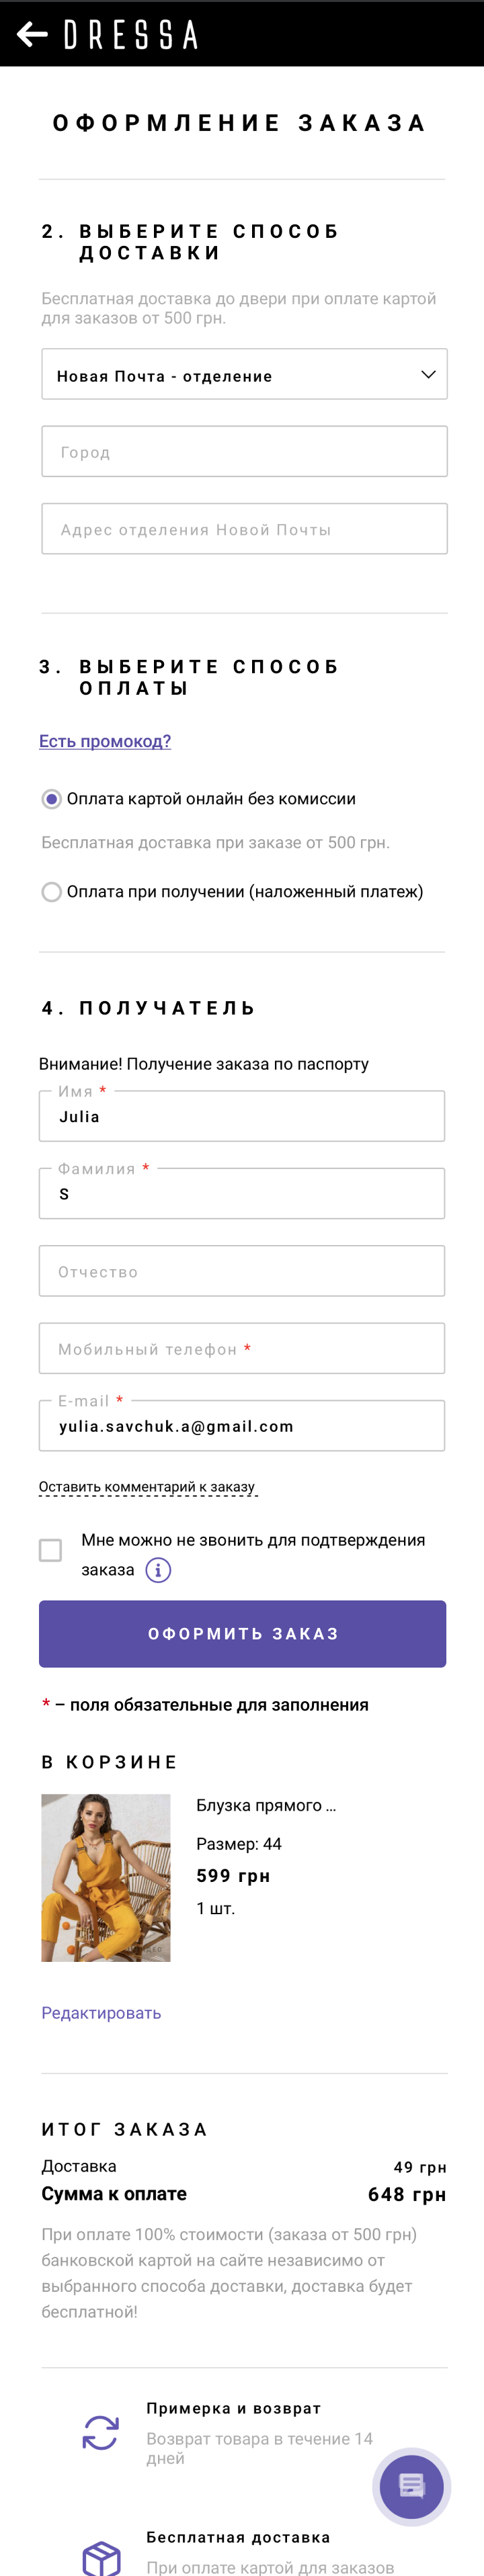 DRESSA
ОФОРМЛЕНИЕ ЗАКАЗА
2. ВЫБЕРИТЕ СПОСОБ
ДОСТАВКИ
Бесплатная доставка до двери при оплате картой
для заказов от 500 грн.
Новая Почта - отделение
Город
Адрес отделения Новой Почты
3. ВЫБЕРИТЕ СПОСОБ
ОПЛАТЫ
Есть промокод?
Оплата картой онлайн без комиссии
Бесплатная доставка при заказе от 500 грн.
Оплата при получении (наложенный платеж)
4. ПОЛУЧАТЕЛЬ
Внимание! Получение заказа по паспорту
Имя *
Julia
Фамилия *
S
Отчество
Мобильный телефон *
E-mail *
yulia.savchuk.a@gmail.com
Оставить комментарий к заказу
Мне можно не звонить для подтверждения
заказа
ОФОРМИТЬ ЗАКАЗ
* – поля обязательные для заполнения
В КОРЗИНЕ
Блузка прямого ...
Размер: 44
599 грн
1 шт.
Редактировать
ИТОГ ЗАКАЗА
Доставка 49 грн
Сумма к оплате 648 грн
При оплате 100% стоимости (заказа от 500 грн)
банковской картой на сайте независимо от
выбранного способа доставки, доставка будет
бесплатной!
Примерка и возврат
Возврат товара в течение 14
дней
Бесплатная доставка
При оплате картой для заказов